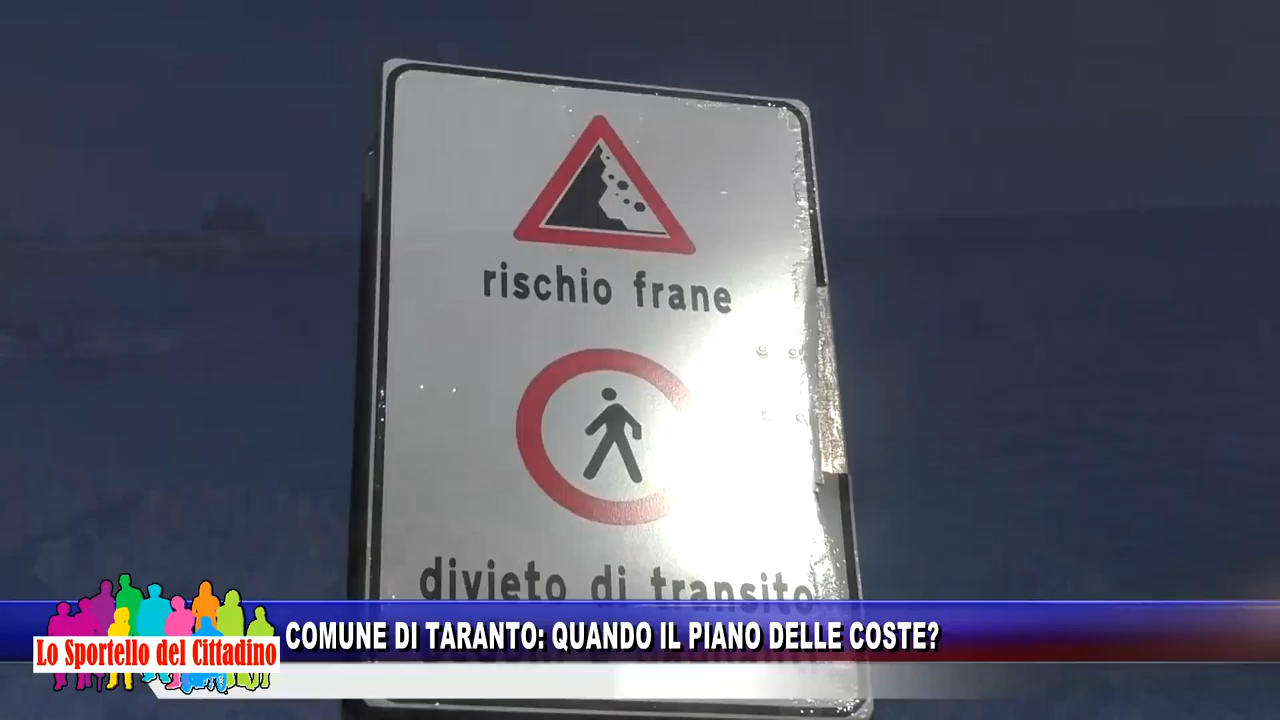 rischio frane
divieto di transito
COMUNE DI TARANTO: QUANDO IL PIANO DELLE COSTE?
Lo Sportello del Cittadino